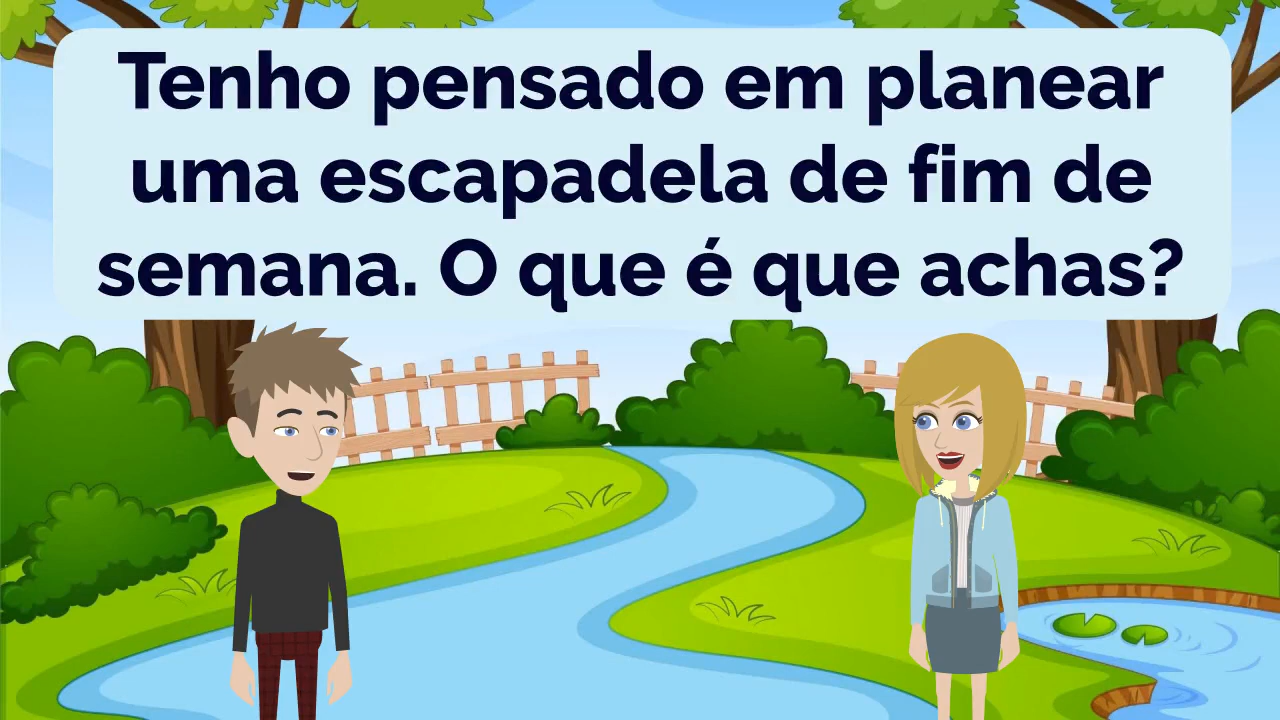 Tenho pensado em planear
uma escapadela de fim de
semana. O que é que achas?